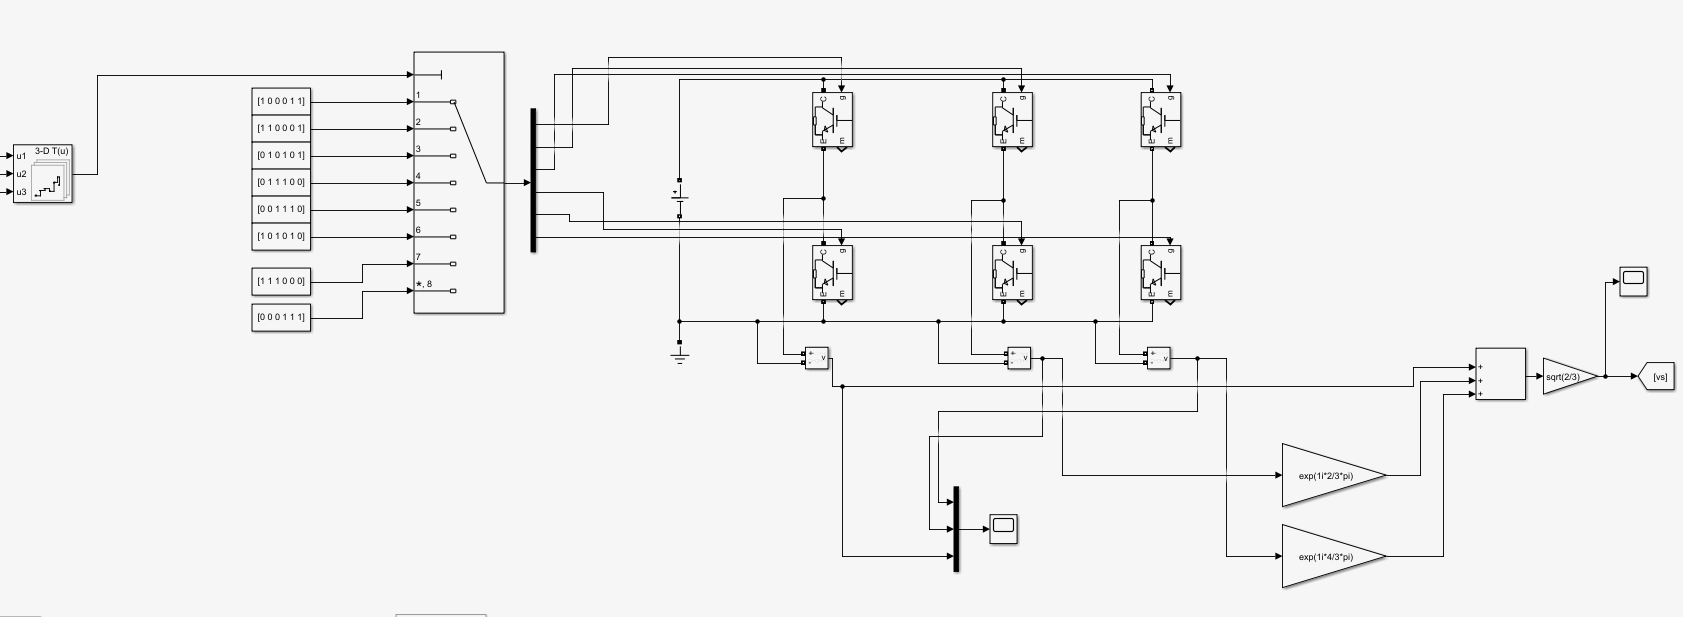 3-D T(u)
u1
u2
u3
[1 0 0 0 1 1]
[1 1 0 0 0 1]
[0 1 0 1 0 1]
[0 1 1 1 0 0]
[0 0 1 1 1 0]
[1 0 1 0 1 0]
[1 1 1 0 0 0]
[0 0 0 1 1 1]
1
2
3
4
5
6
7
*, 8
+
C g
E m
C g
E m
C g
E m
C g
E m
C g
E m
C g
E m
+
- v
+
- v
+
- v
+
+
+
sqrt(2/3)
[vs]
exp(1i*2/3*pi)
exp(1i*4/3*pi)